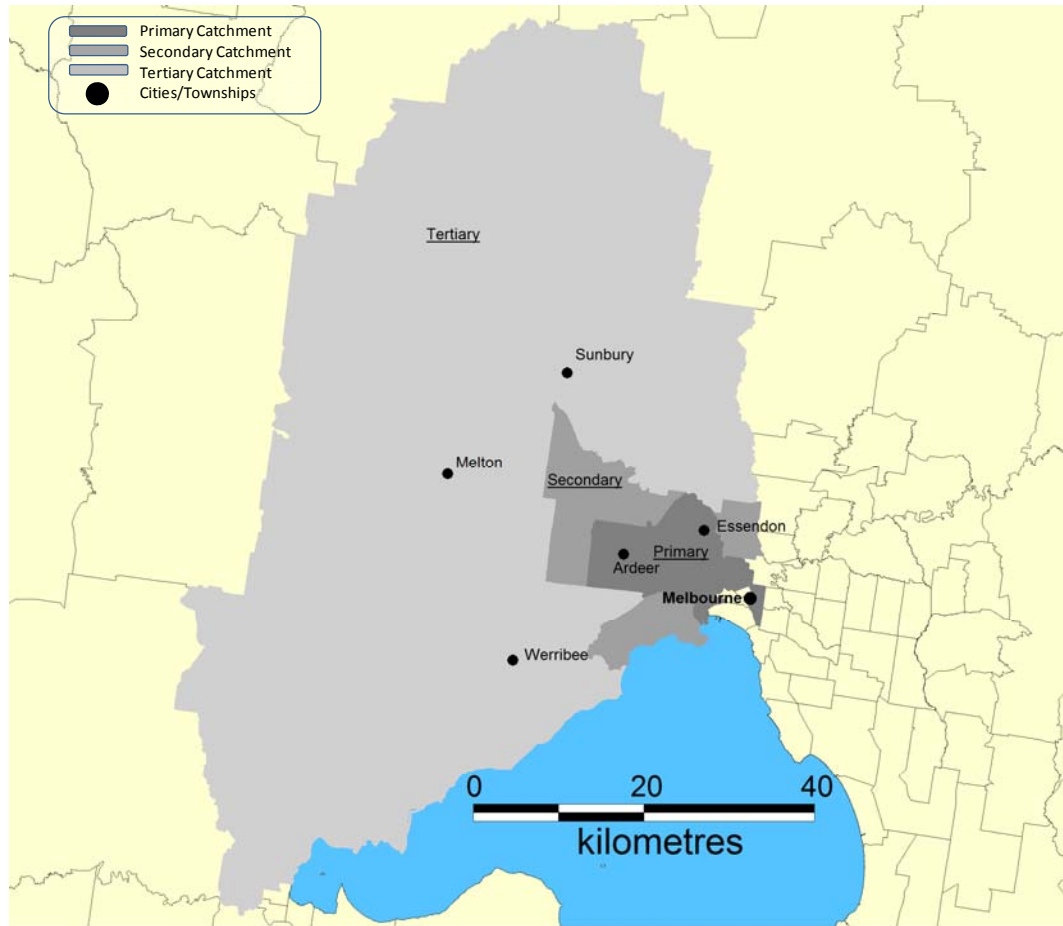 Primary Catchment
Secondary Catchment
Tertiary Catchment
Cities/Townships
Tertiary
Sunbury
Melton
Secondary
Essendon
Primary
Ardeer
Melbourne
Werribee
0 20 40
kilometres